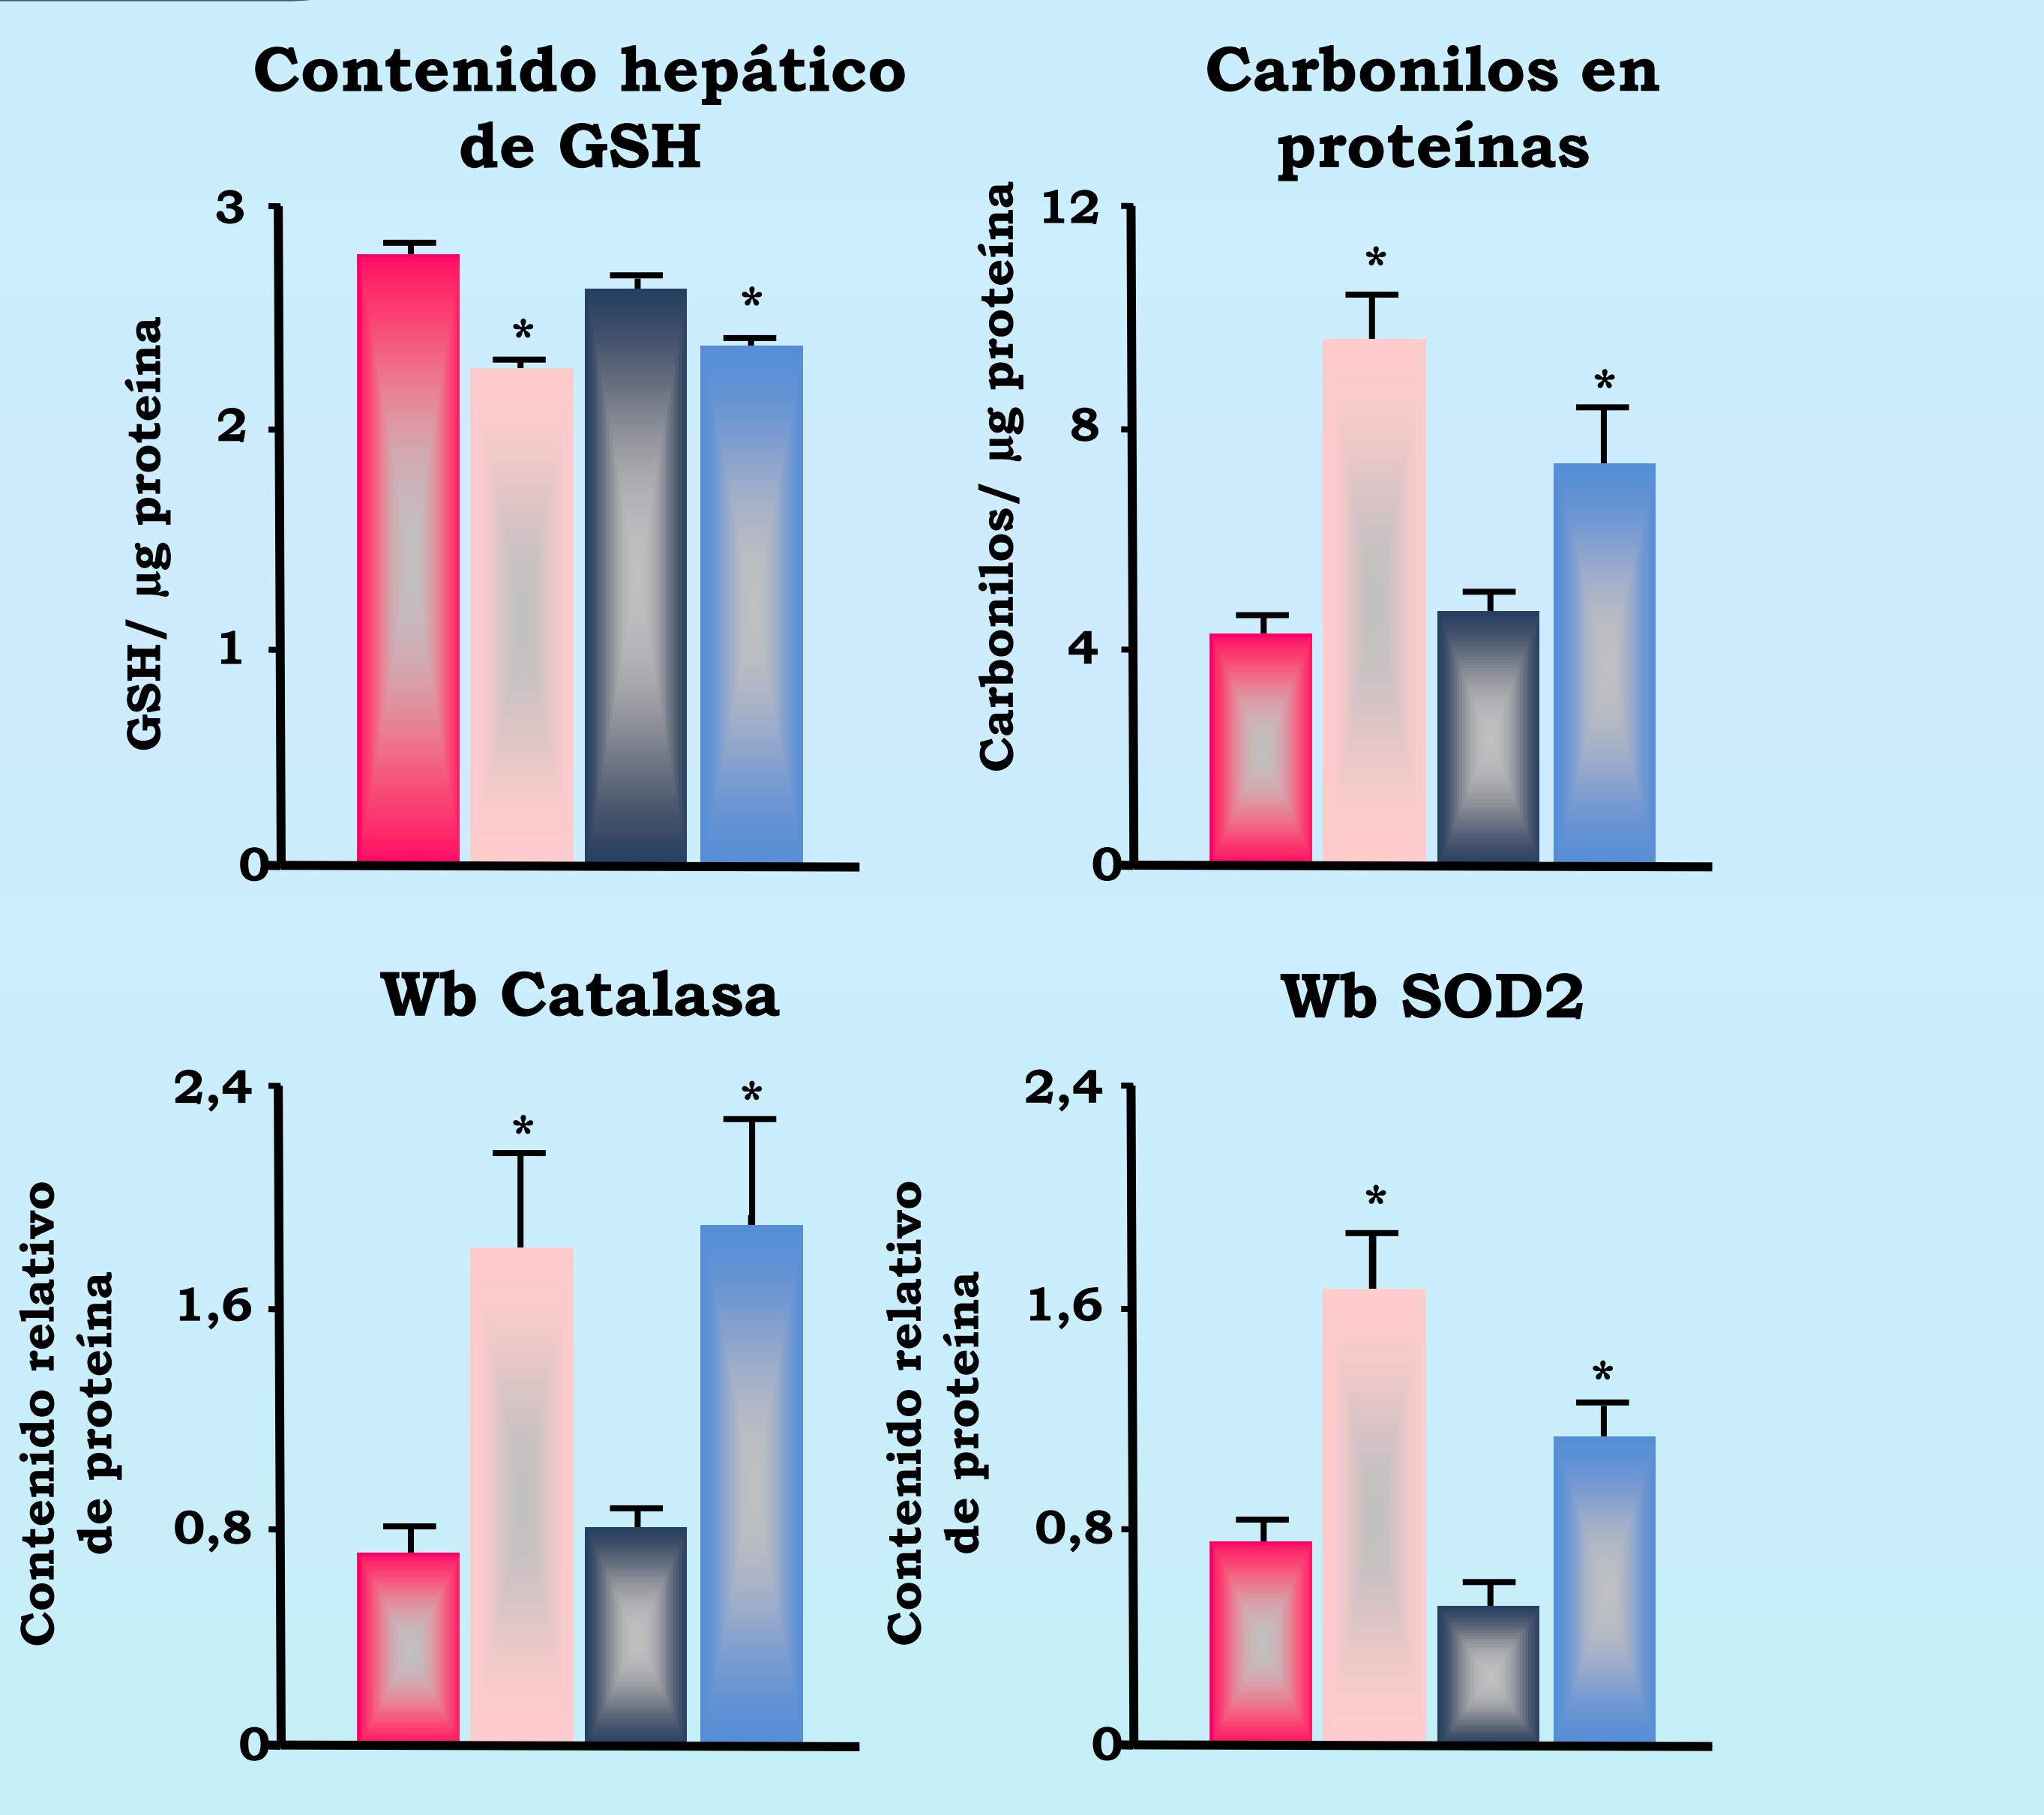 Contenido hepático
de GSH
GSH/ µg proteína
3
2
1
0
*
*
Carbonilos en
proteínas
Carbonilos/ µg proteína
12
8
4
0
*
*
Wb Catalasa
Contenido relativo
de proteína
2,4
1,6
0,8
0
*
*
Wb SOD2
Contenido relativo
de proteína
2,4
1,6
0,8
0
*
*